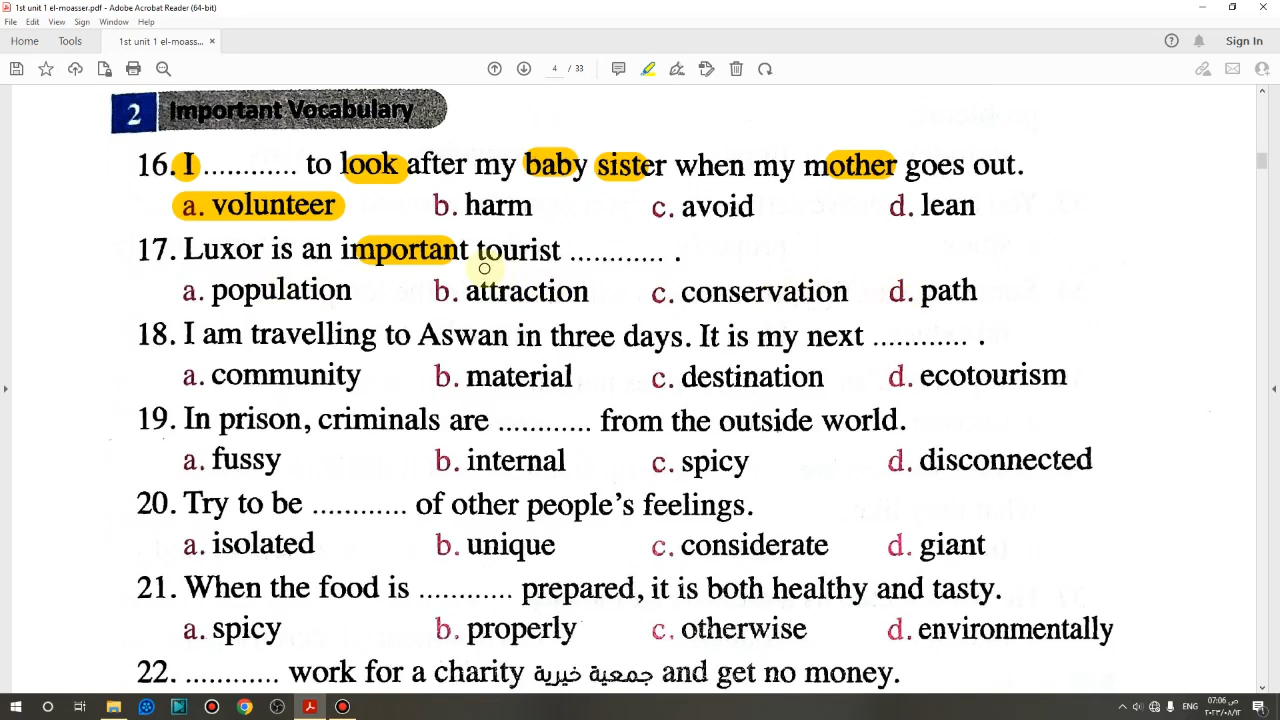 1st unit 1 el-moasser.pdf - Adobe Acrobat Reader (64-bit)
File Edit View Sign Window Help
Home Tools 1st unit 1 el-moass... × Sign In
4 / 33
2 Important Vocabulary
16. I ............ to look after my baby sister when my mother goes out.
a. volunteer b. harm c. avoid d. lean
17. Luxor is an important tourist ............ .
a. population b. attraction c. conservation d. path
18. I am travelling to Aswan in three days. It is my next ............ .
a. community b. material c. destination d. ecotourism
19. In prison, criminals are ............ from the outside world.
a. fussy b. internal c. spicy d. disconnected
20. Try to be ............ of other people's feelings.
a. isolated b. unique c. considerate d. giant
21. When the food is ............ prepared, it is both healthy and tasty.
a. spicy b. properly c. otherwise d. environmentally
22. ............ work for a charity جمعية خيرية and get no money.
ENG 07:06 ص
٢٠٢٣/٠٨/١٣